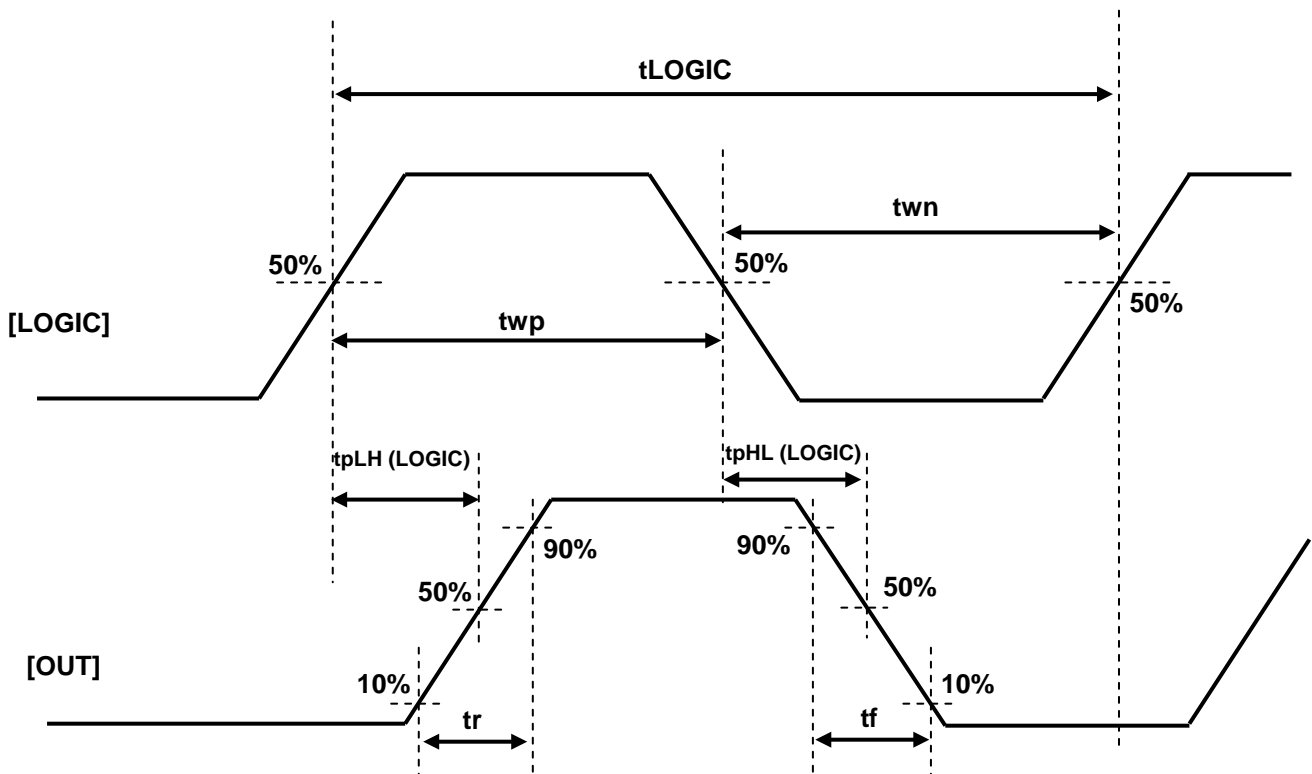 tLOGIC
twn
50%
50%
50%
[LOGIC]
twp
tpLH (LOGIC)
tpHL (LOGIC)
90%
90%
50%
50%
[OUT]
10%
10%
tr
tf